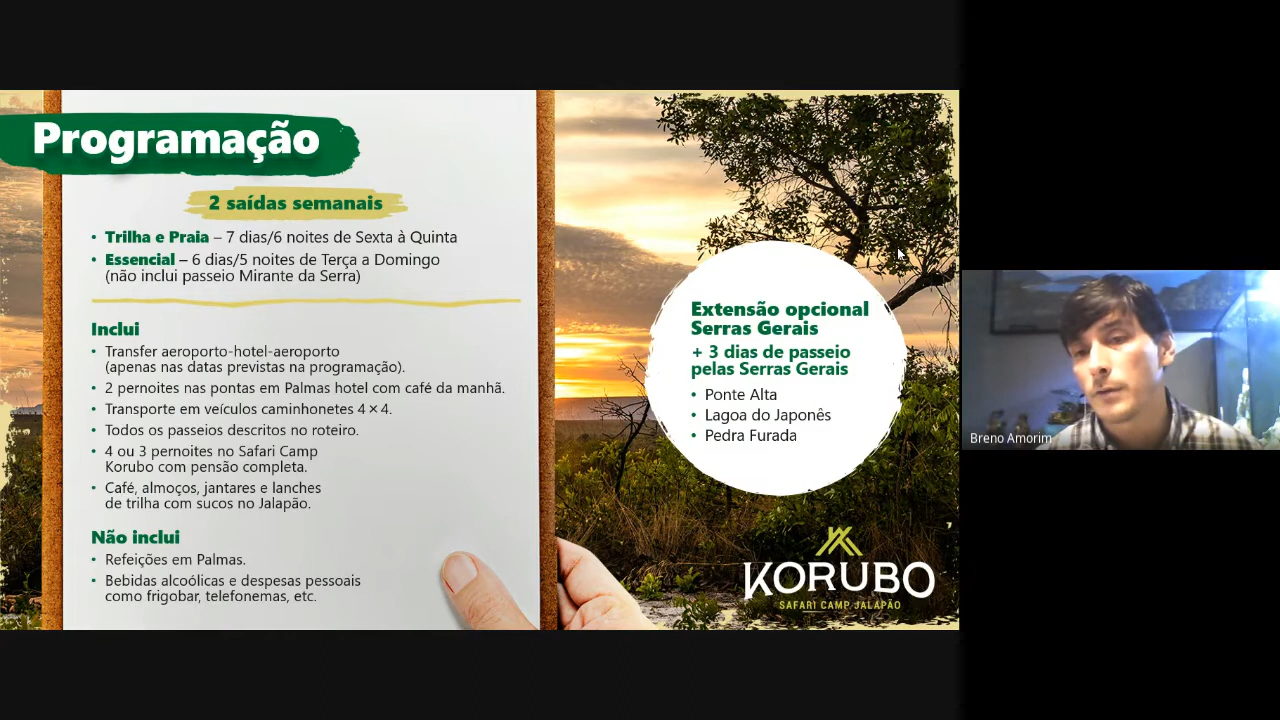 Programação
2 saídas semanais
• Trilha e Praia – 7 dias/6 noites de Sexta à Quinta
• Essencial – 6 dias/5 noites de Terça a Domingo
(não inclui passeio Mirante da Serra)
Inclui
• Transfer aeroporto-hotel-aeroporto
(apenas nas datas previstas na programação).
• 2 pernoites nas pontas em Palmas hotel com café da manhã.
• Transporte em veículos caminhonetes 4×4.
• Todos os passeios descritos no roteiro.
• 4 ou 3 pernoites no Safari Camp
Korubo com pensão completa.
• Café, almoços, jantares e lanches
de trilha com sucos no Jalapão.
Não inclui
• Refeições em Palmas.
• Bebidas alcoólicas e despesas pessoais
como frigobar, telefonemas, etc.
Extensão opcional
Serras Gerais
+ 3 dias de passeio
pelas Serras Gerais
• Ponte Alta
• Lagoa do Japonês
• Pedra Furada
KORUBO
SAFARI CAMP JALAPÃO
Breno Amorim